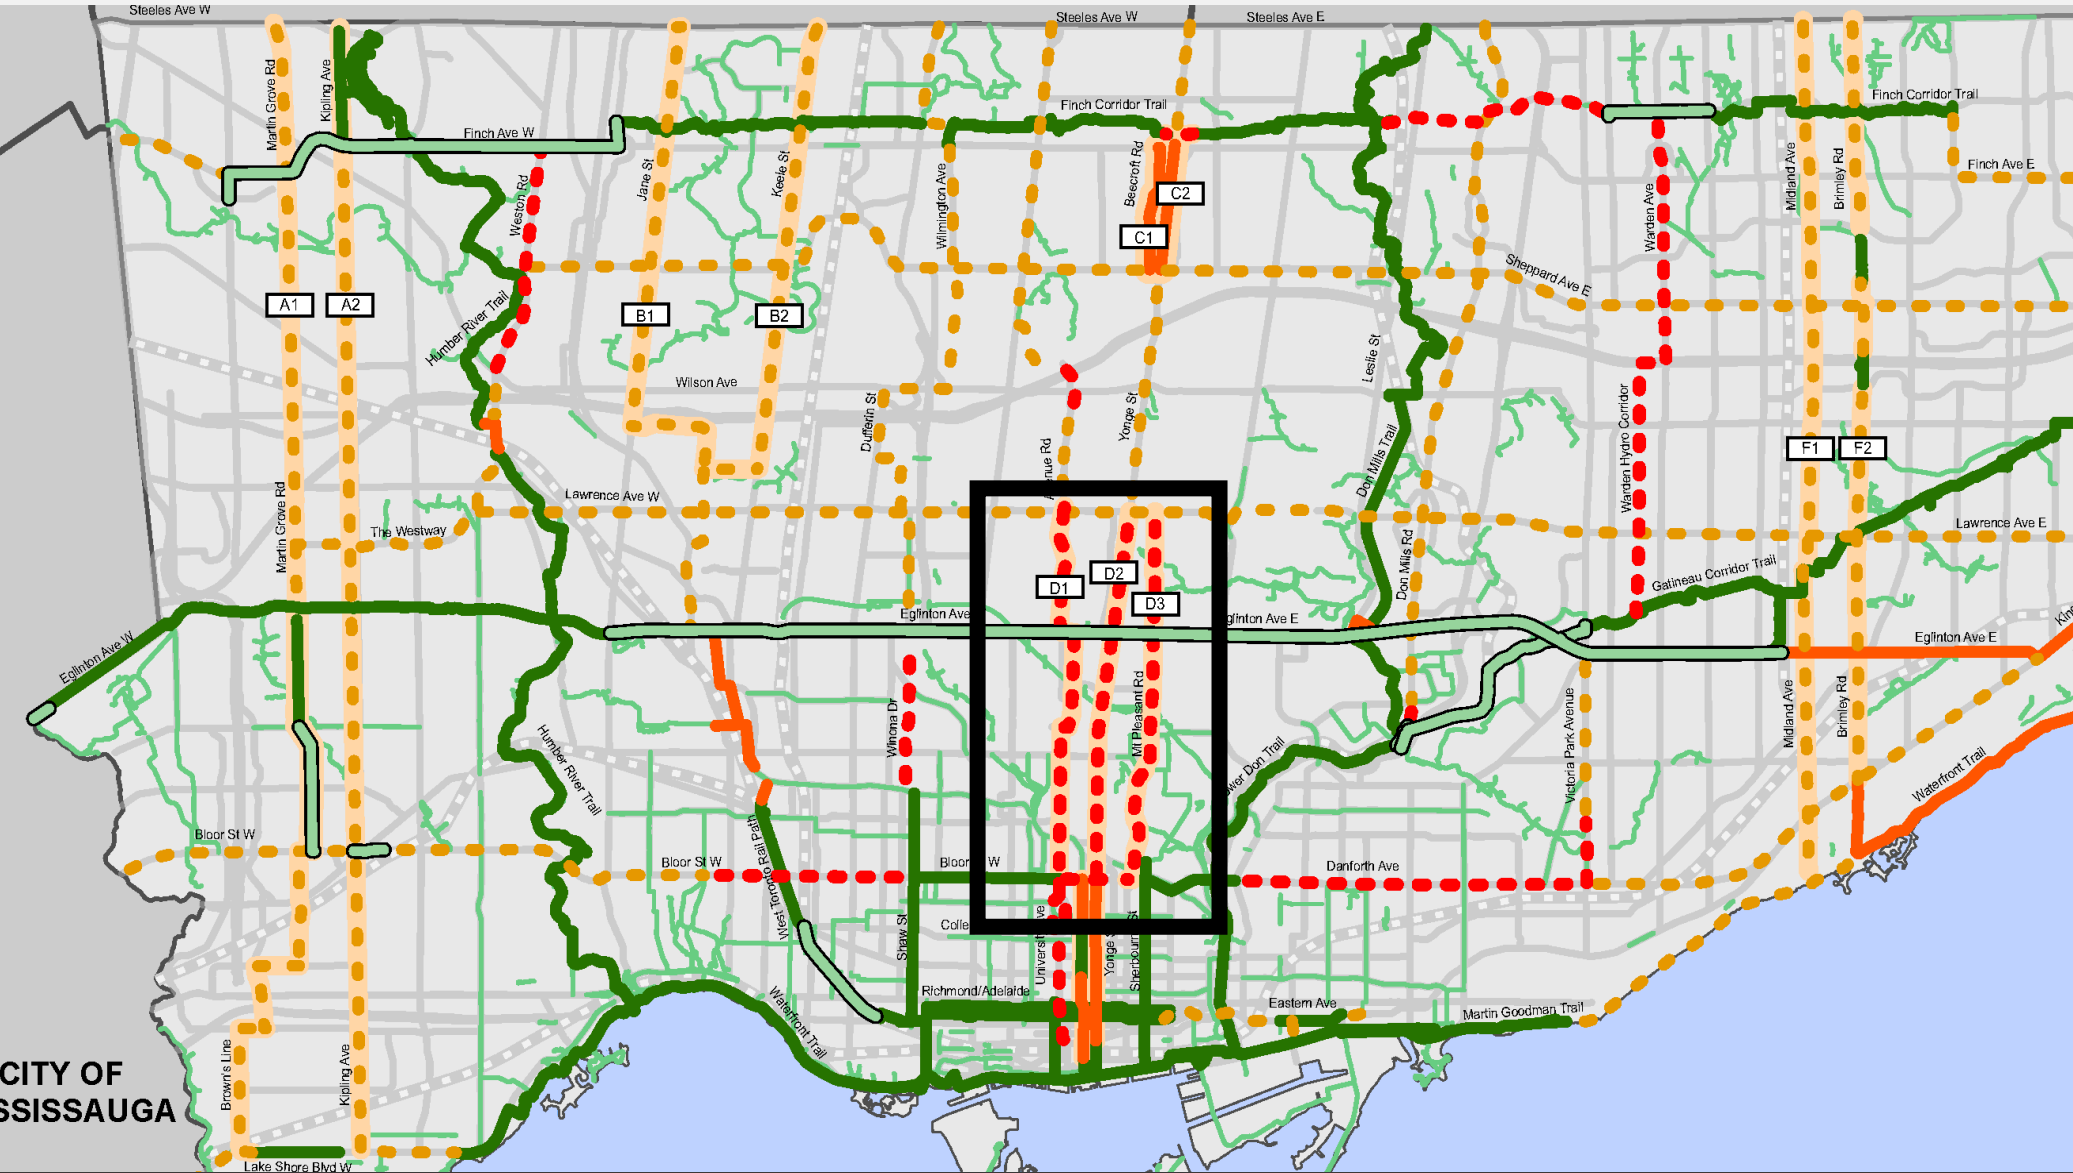 Steeles Ave W
Steeles Ave W
Steeles Ave E
Martin Grove Rd
Kipling Ave
Finch Ave W
Finch Corridor Trail
Finch Corridor Trail
Finch Ave E
Weston Rd
Jane St
Keele St
Wilmington Ave
Beecroft Rd
C2
C1
Warden Ave
Midland Ave
Brimley Rd
Sheppard Ave E
A1
A2
B1
B2
Humber River Trail
Leslie St
Wilson Ave
Dufferin St
Yonge St
Don Mills Trail
Warden Hydro Corridor
F1
F2
Martin Grove Rd
Lawrence Ave W
The Westway
Lawrence Ave E
Don Mills Rd
D1
D2
D3
Gatineau Corridor Trail
Eglinton Ave
Eglinton Ave E
Eglinton Ave W
Winona Dr
Mt Pleasant Rd
Victoria Park Avenue
Midland Ave
Brimley Rd
Humber River Trail
Waterfront Trail
Bloor St W
Bloor St W
Bloor
W
Danforth Ave
West Toronto Rail Path
Shaw St
Colle
Yonge
Richmond/Adelaide
Waterfront Trail
Eastern Ave
Martin Goodman Trail
CITY OF
SSISSAUGA
Brown's Line
Kipling Ave
Lake Shore Blvd W